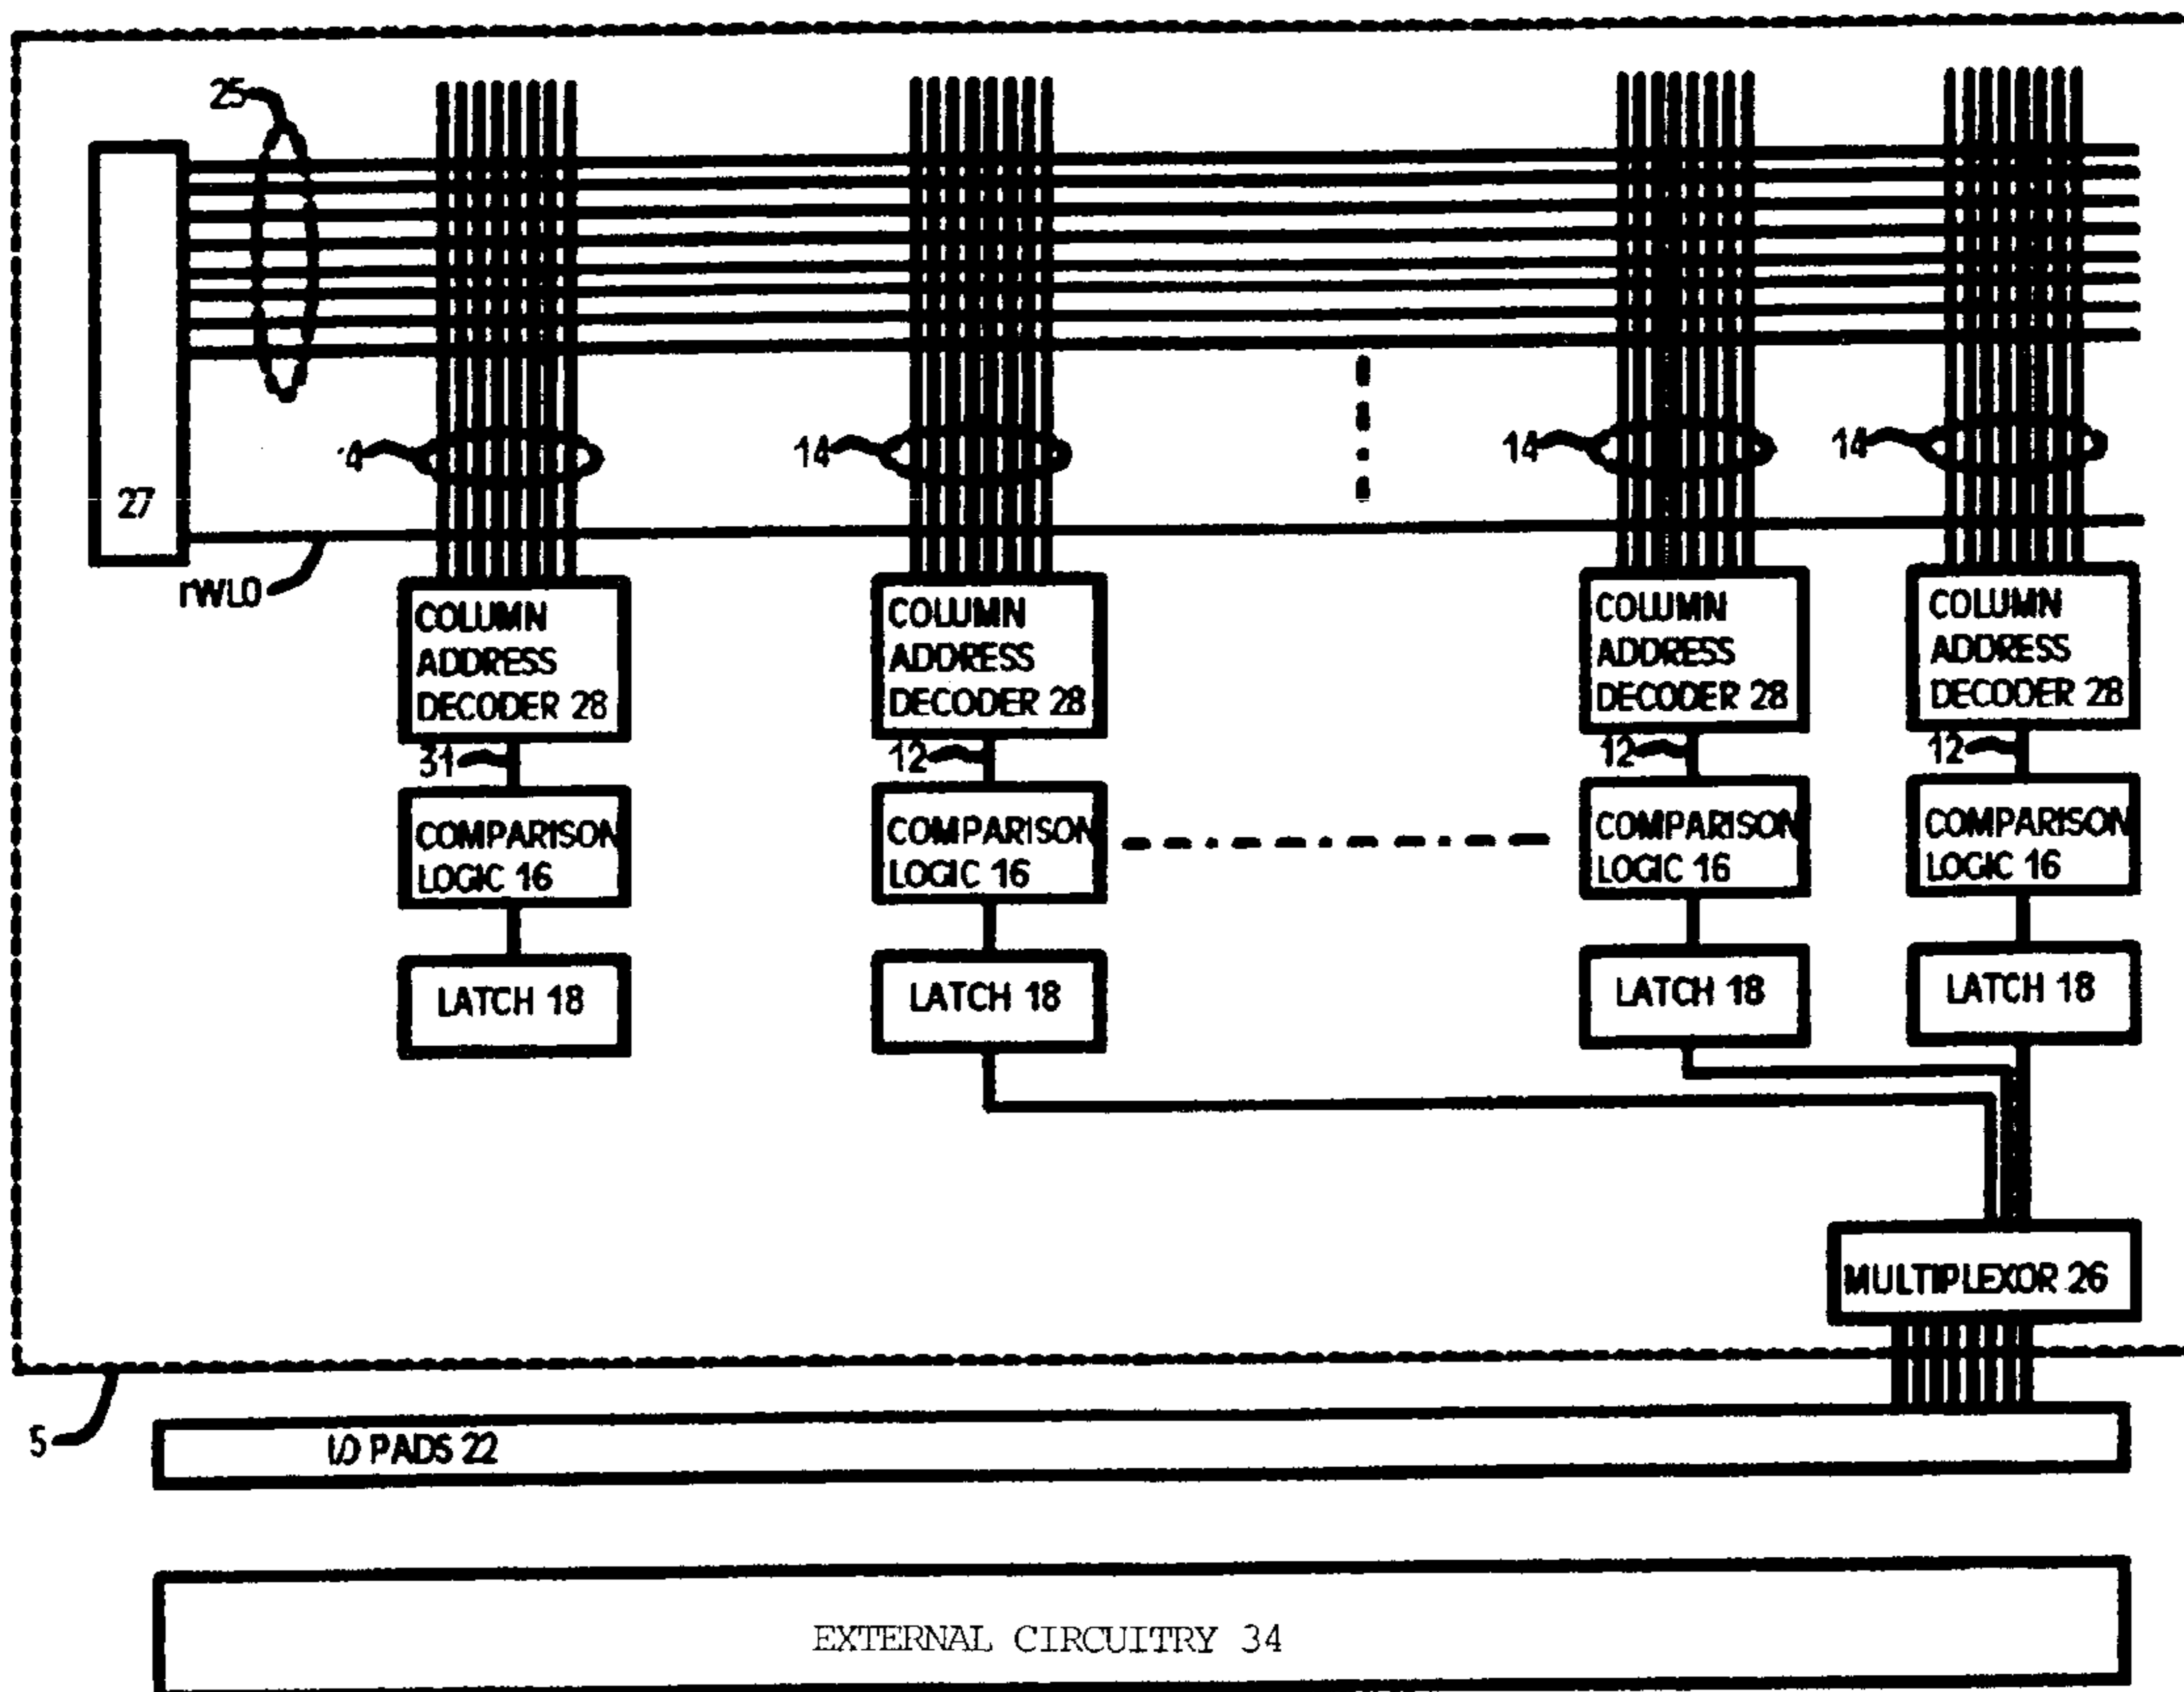 25
14
14
14
27
rWL0
COLUMN
ADDRESS
DECODER 28
COLUMN
ADDRESS
DECODER 28
COLUMN
ADDRESS
DECODER 28
COLUMN
ADDRESS
DECODER 28
31
12
12
12
COMPARISON
LOGIC 16
COMPARISON
LOGIC 16
COMPARISON
LOGIC 16
COMPARISON
LOGIC 16
LATCH 18
LATCH 18
LATCH 18
LATCH 18
MULTIPLEXOR 26
5
I/O PADS 22
EXTERNAL CIRCUITRY 34